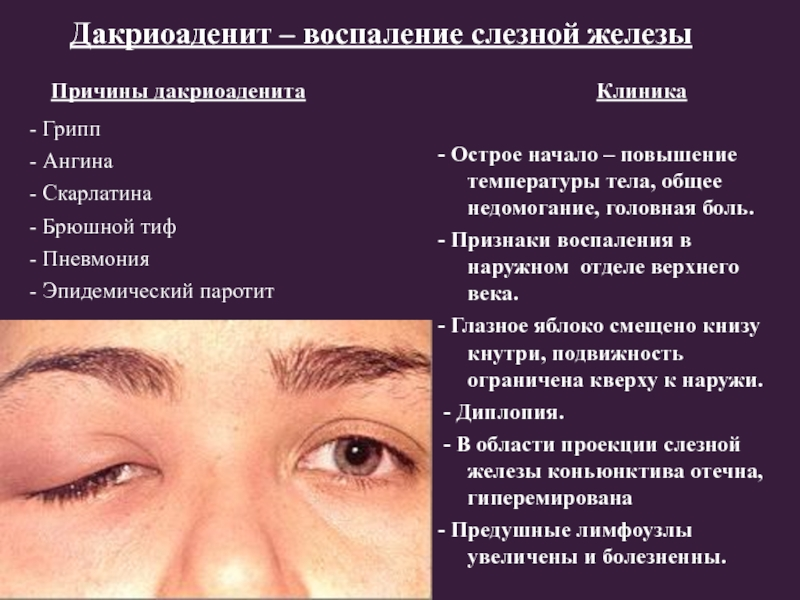 Дакриоаденит – воспаление слезной железы
Причины дакриоаденита
- Грипп
- Ангина
- Скарлатина
- Брюшной тиф
- Пневмония
- Эпидемический паротит
Клиника
- Острое начало – повышение
температуры тела, общее
недомогание, головная боль.
- Признаки воспаления в
наружном отделе верхнего
века.
- Глазное яблоко смещено книзу
кнутри, подвижность
ограничена кверху к наружи.
- Диплопия.
- В области проекции слезной
железы коньюнктива отечна,
гиперемирована
- Предушные лимфоузлы
увеличены и болезненны.